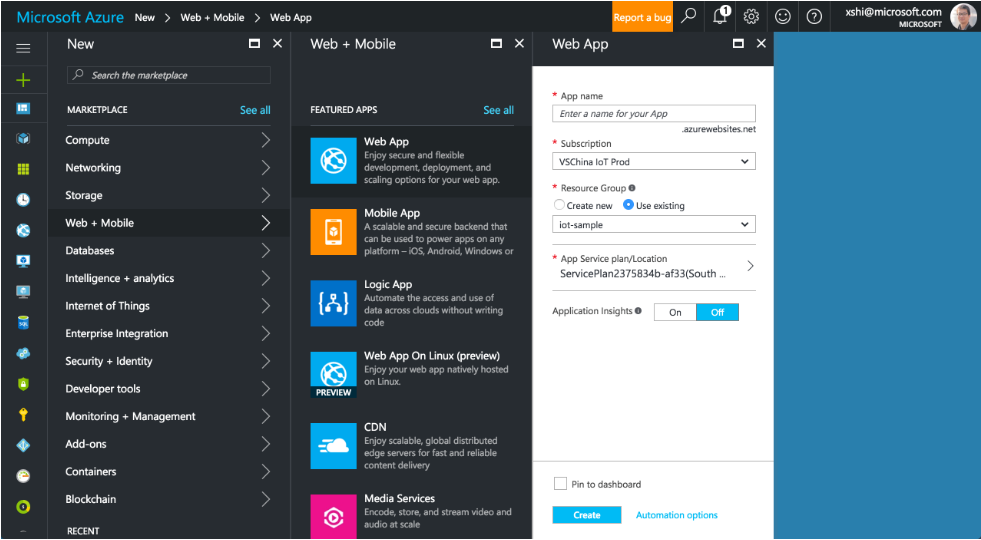 Microsoft Azure New > Web + Mobile > Web App
Report a bug
1
xshi@microsoft.com
MICROSOFT
New
Search the marketplace
MARKETPLACE
See all
Compute
Networking
Storage
Web + Mobile
Databases
Intelligence + analytics
Internet of Things
Enterprise Integration
Security + Identity
Developer tools
Monitoring + Management
Add-ons
Containers
Blockchain
RECENT
Web + Mobile
FEATURED APPS
See all
Web App
Enjoy secure and flexible
development, deployment, and
scaling options for your web app.
Mobile App
A scalable and secure backend that
can be used to power apps on any
platform – iOS, Android, Windows or
Logic App
Automate the access and use of
data across clouds without writing
code
Web App On Linux (preview)
Enjoy your web app natively hosted
on Linux.
PREVIEW
CDN
Enjoy scalable, global distributed
edge servers for fast and reliable
content delivery
Media Services
Encode, store, and stream video and
audio at scale
Web App
* App name
Enter a name for your App
.azurewebsites.net
* Subscription
VSChina IoT Prod
* Resource Group
Create new Use existing
iot-sample
* App Service plan/Location
ServicePlan2375834b-af33(South ...
Application Insights On Off
Pin to dashboard
Create Automation options